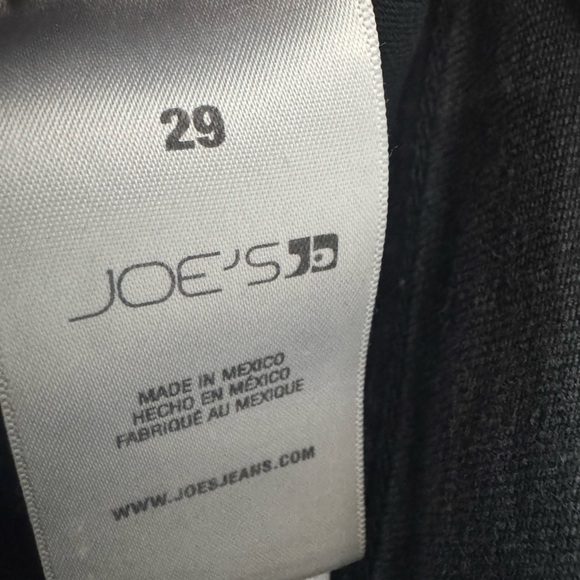 29
JOE'S
MADE IN MEXICO
HECHO EN MÉXICO
FABRIQUÉ AU MEXIQUE
WWW.JOESJEANS.COM